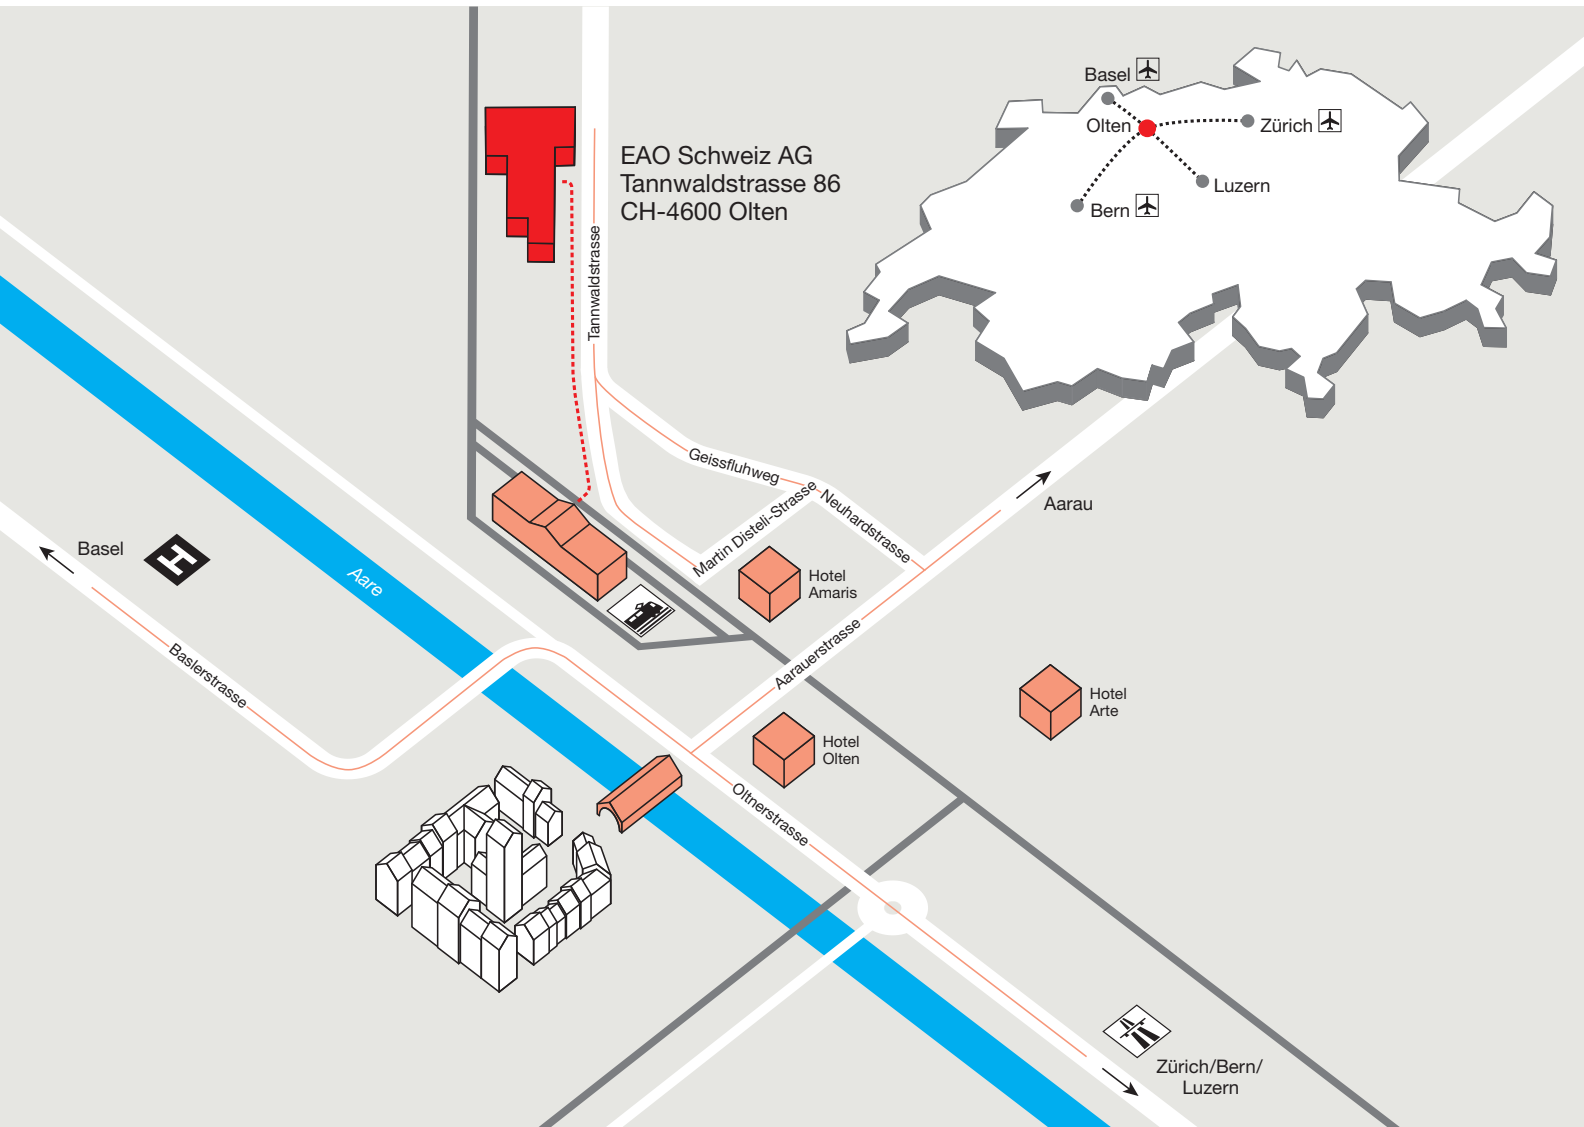 Basel
Olten
Zürich
Luzern
Bern
EAO Schweiz AG
Tannwaldstrasse 86
CH-4600 Olten
Tannwaldstrasse
Geissfluhweg
Martin Disteli-Strasse
Neuhardstrasse
Aarau
Basel
H
Aare
Hotel
Amaris
Baslerstrasse
Aarauerstrasse
Hotel
Arte
Hotel
Olten
Oltnerstrasse
Zürich/Bern/
Luzern